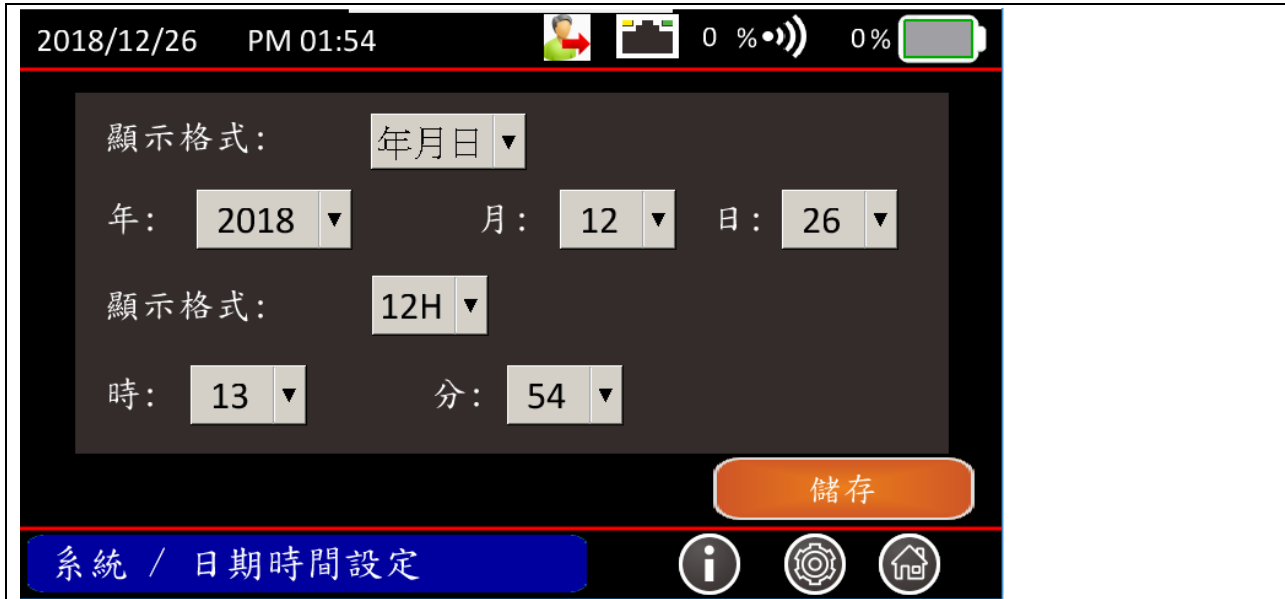 2018/12/26 PM 01:54 0 % 0%
顯示格式: 年月日
年: 2018 月: 12 日: 26
顯示格式: 12H
時: 13 分: 54
儲存
系統 / 日期時間設定